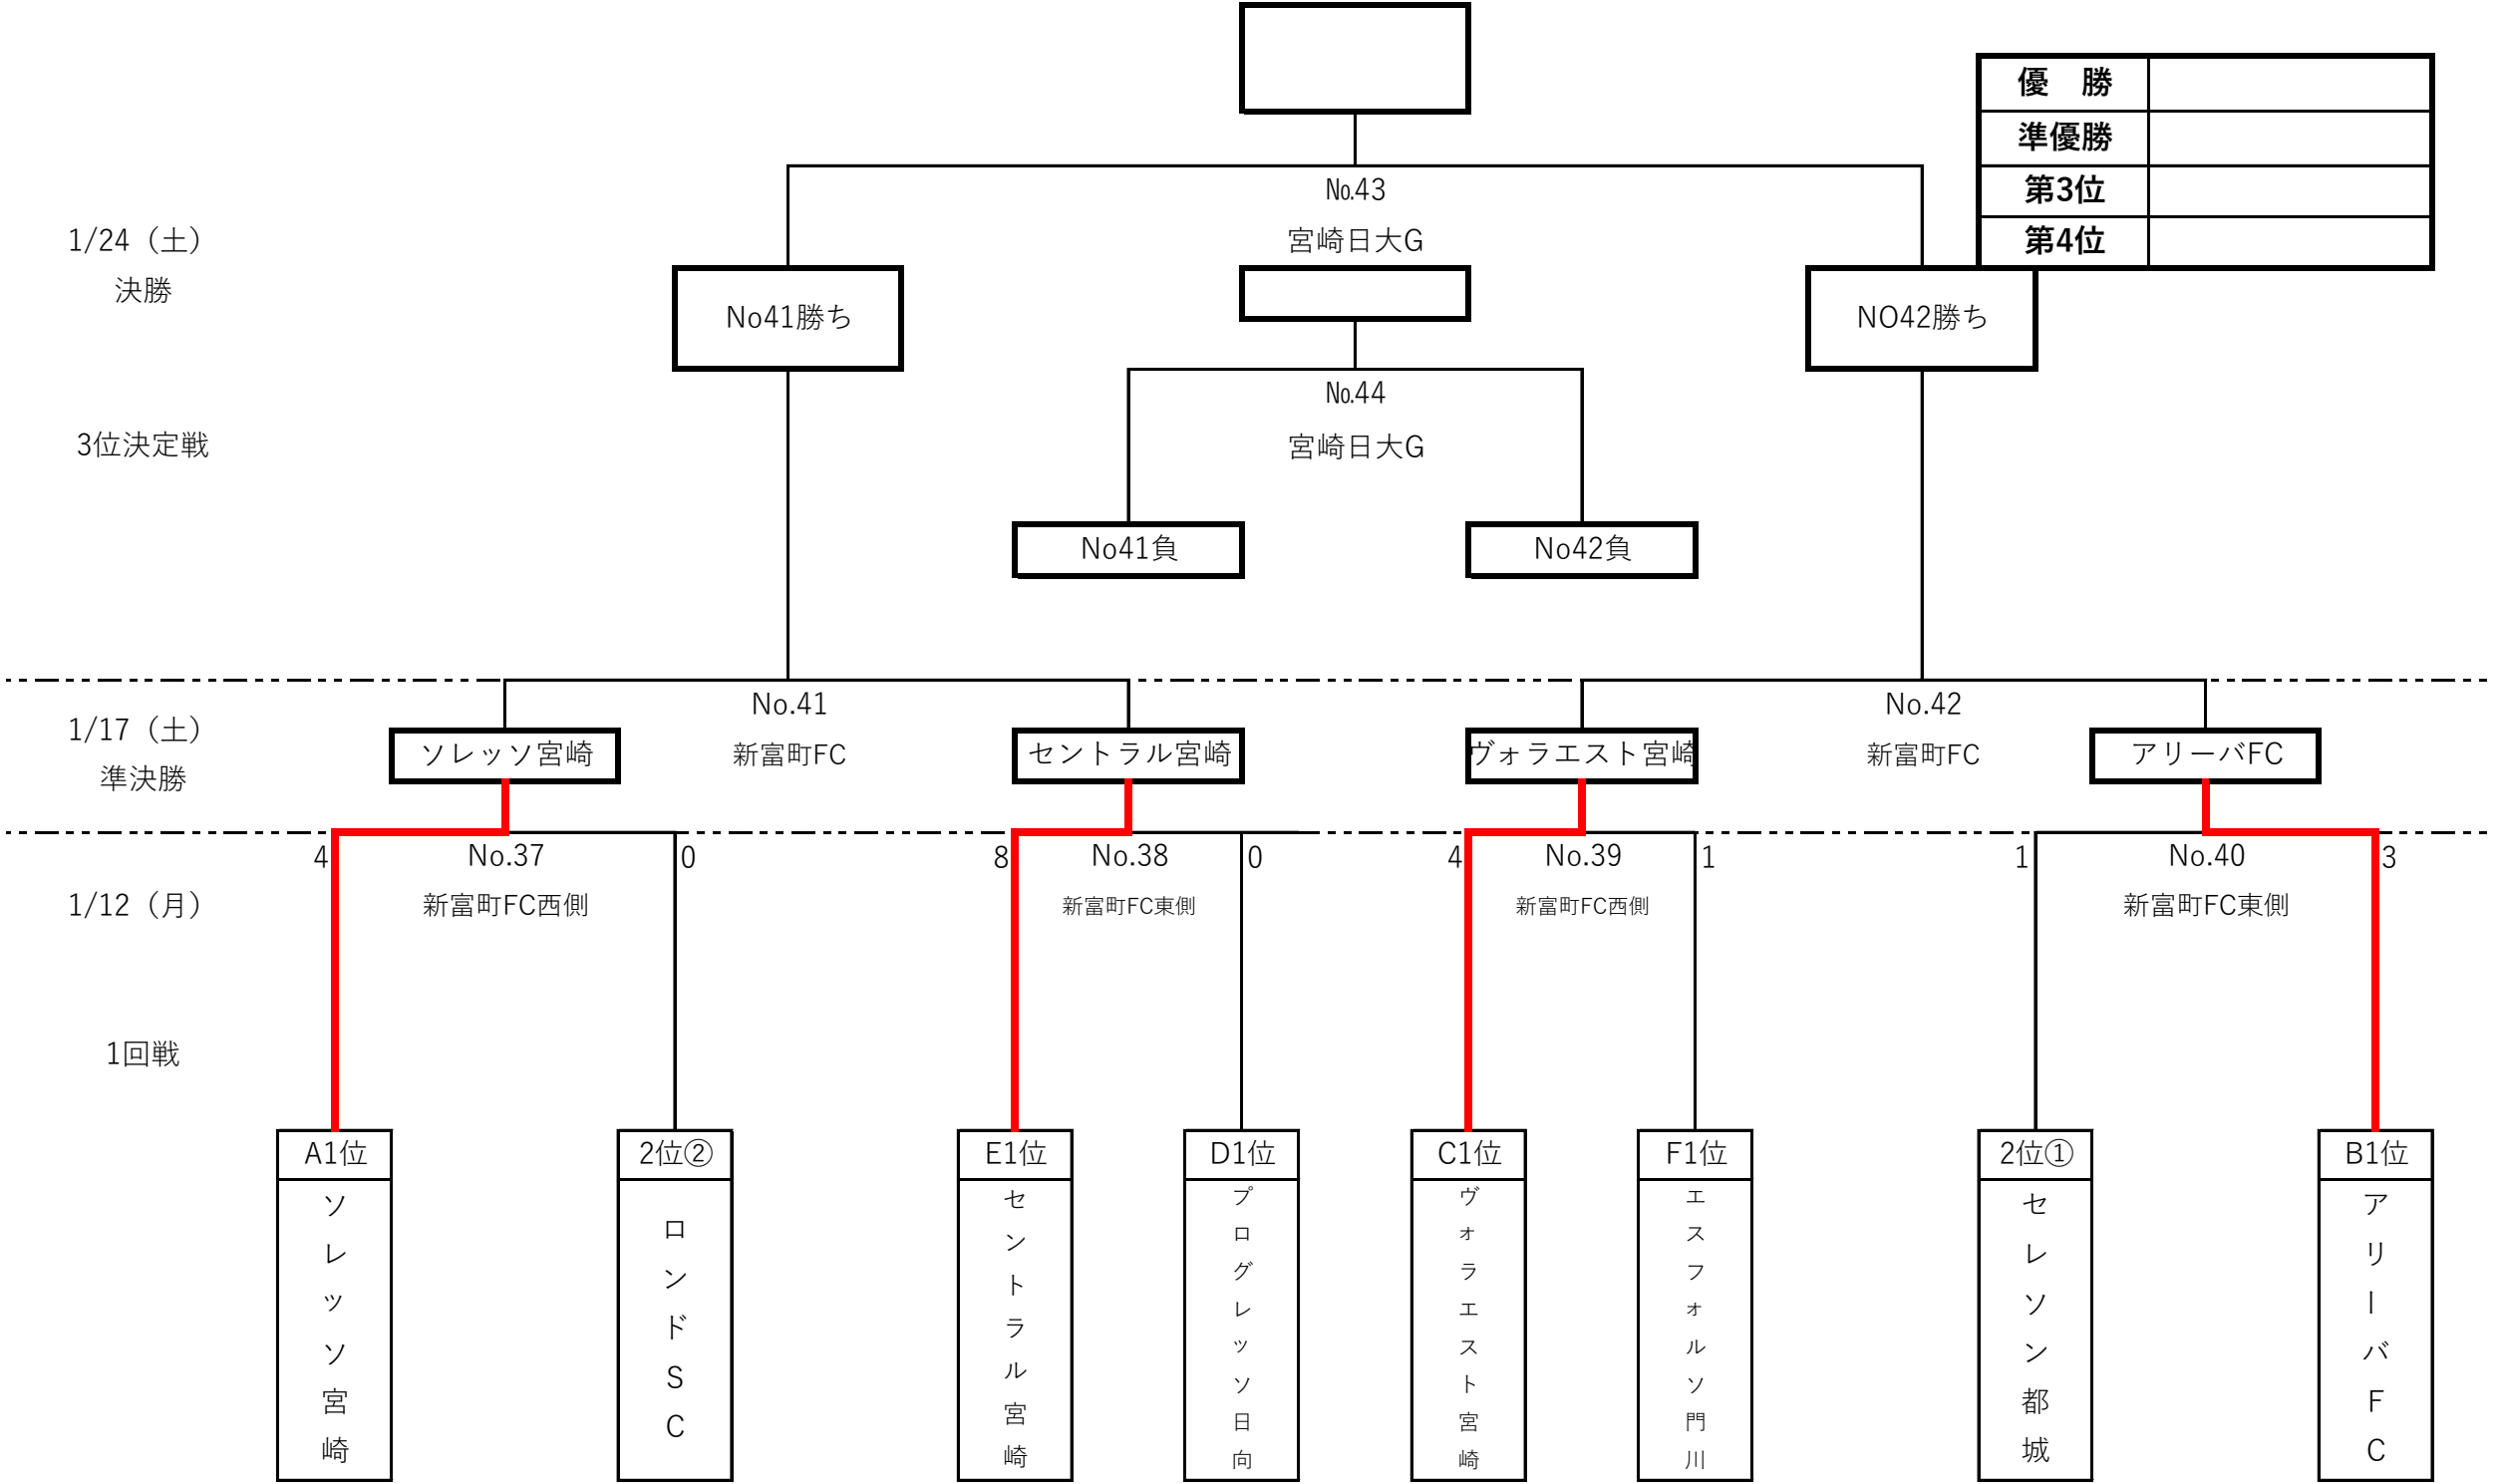 優　勝
準優勝
第3位
第4位
№43
宮崎日大G
1/24（土）
決勝
No41勝ち
NO42勝ち
№44
宮崎日大G
3位決定戦
No41負
No42負
No.41
新富町FC
No.42
新富町FC
1/17（土）
準決勝
ソレッソ宮崎
セントラル宮崎
ヴォラエスト宮崎
アリーバFC
4
No.37
0
8
No.38
0
4
No.39
1
1
No.40
3
1/12（月）
新富町FC西側
新富町FC東側
新富町FC西側
新富町FC東側
1回戦
A1位
2位②
E1位
D1位
C1位
F1位
2位①
B1位
ソレッソ宮崎
ロンドSC
セントラル宮崎
プログレッソ日向
ヴォラエスト宮崎
エスフォルソ門川
セレソン都城
アリーバFC